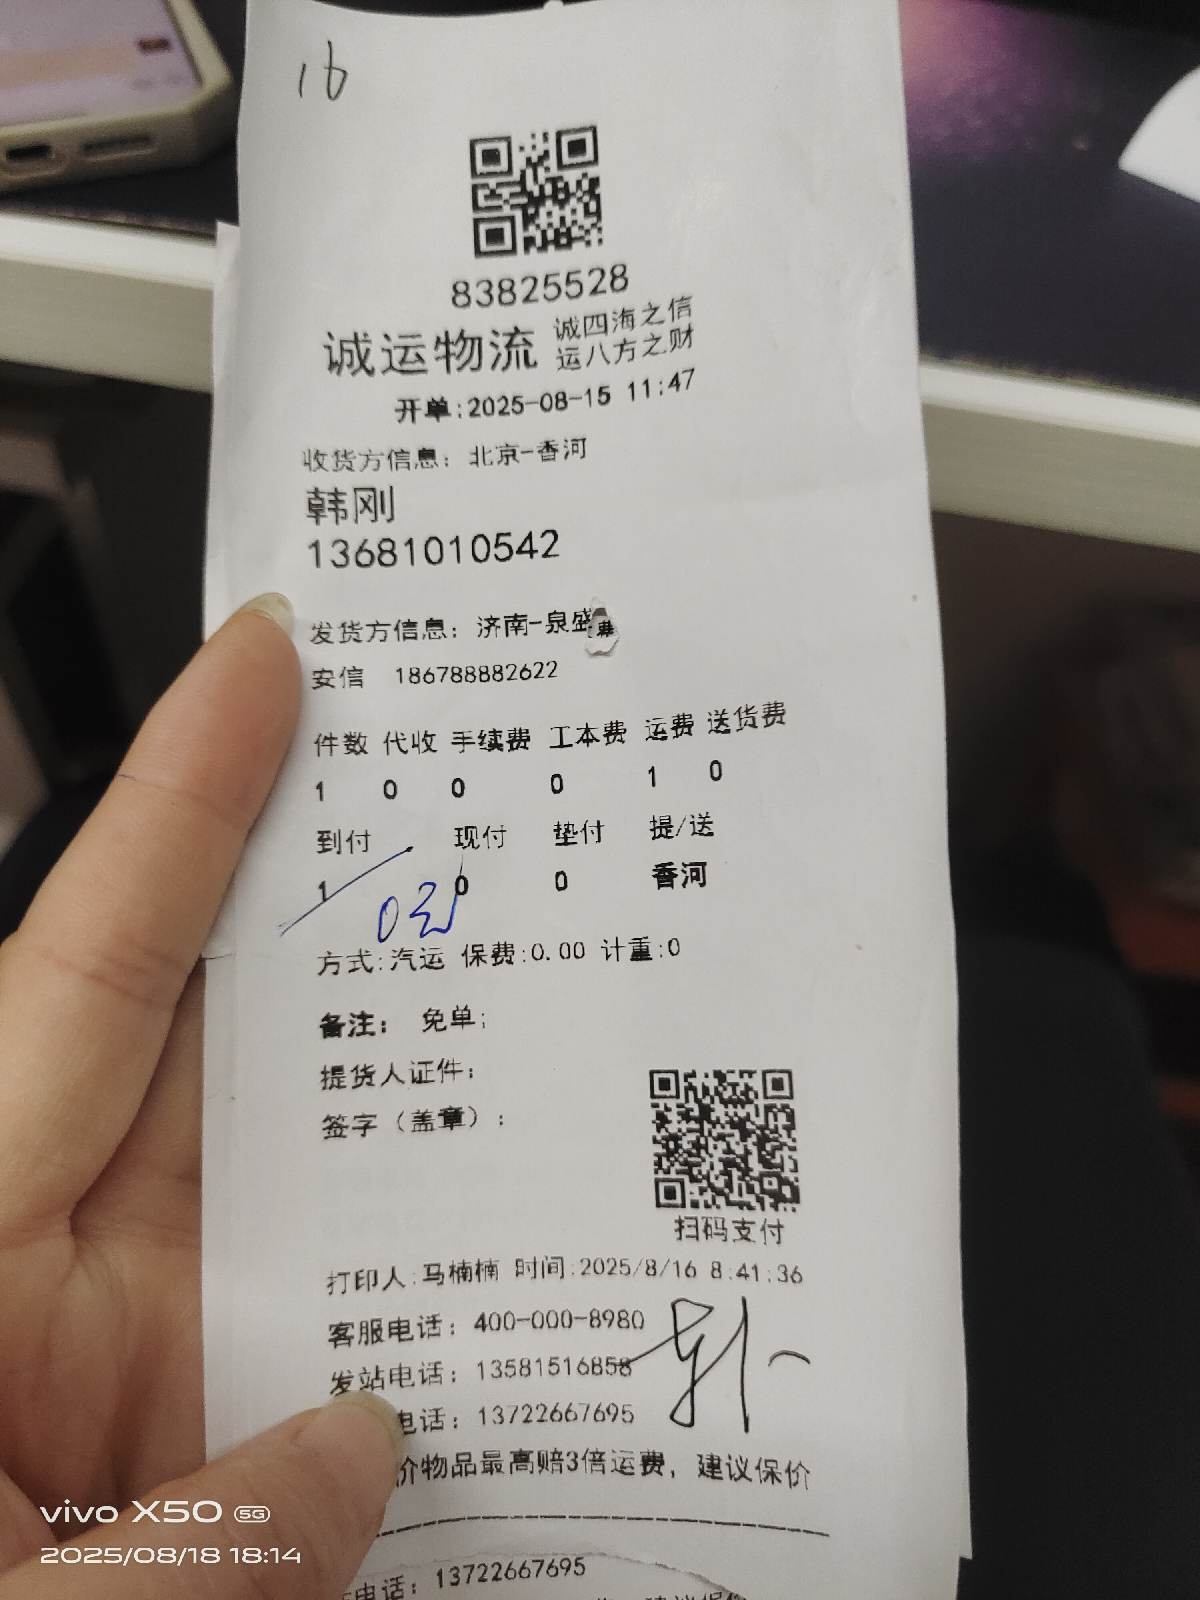 16
83825528
诚运物流 诚四海之信
运八方之财
开单:2025-08-15 11:47
收货方信息: 北京-香河
韩刚
13681010542
发货方信息: 济南-泉盛
安信 186788882622
件数 代收 手续费 工本费 运费 送货费
1 0 0 0 1 0
到付 现付 垫付 提/送
1 0 0 香河
方式:汽运 保费:0.00 计重:0
备注: 免单;
提货人证件:
签字(盖章):
扫码支付
打印人:马楠楠 时间:2025/8/16 8:41:36
客服电话: 400-000-8980
发站电话: 13581516858
电话: 13722667695
价物品最高赔3倍运费, 建议保价
电话: 13722667695
vivo X50 5G
2025/08/18 18:14